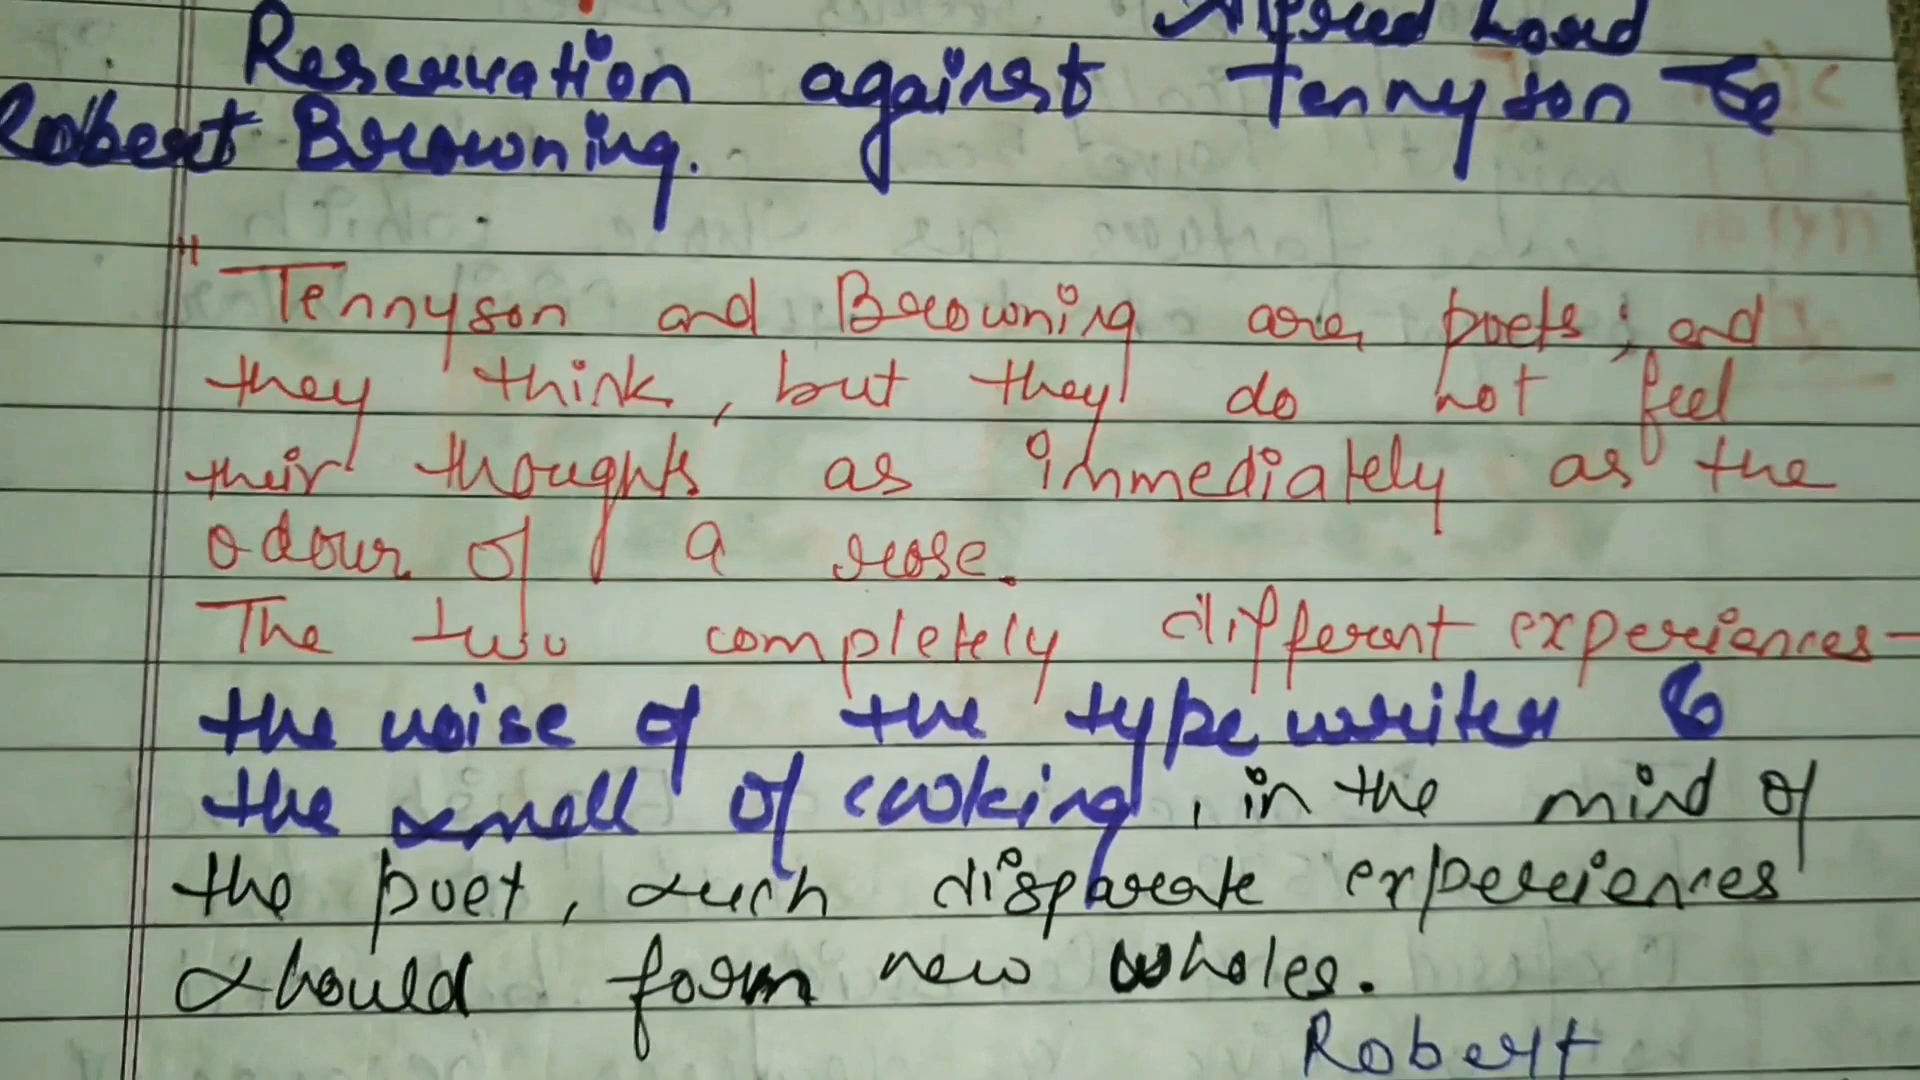 Alfred Lord
Reservation against Tennyson &
Robert Browning.
"Tennyson and Browning are poets; and
they think, but they do not feel
their thoughts as immediately as the
odour of a rose.
The two completely different experiences-
the noise of the typewriter &
the smell of cooking, in the mind of
the poet, such disparate experiences
should form new wholes.
Robert